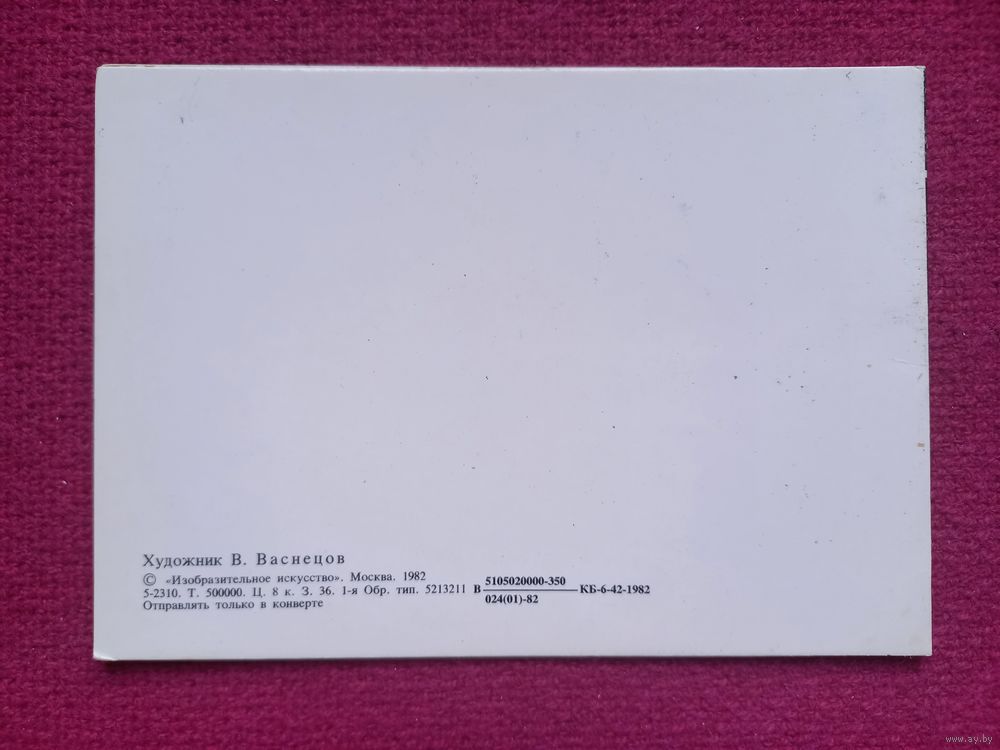 Художник В. Васнецов
© «Изобразительное искусство». Москва. 1982
5-2310. Т. 500000. Ц. 8 к. З. 36. 1-я Обр. тип. 5213211 В 5105020000-350 КБ-6-42-1982
024(01)-82
Отправлять только в конверте
www.ay.by